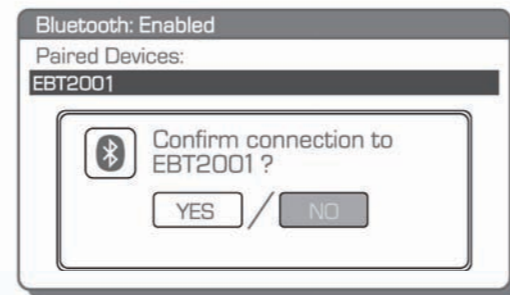 Bluetooth: Enabled
Paired Devices:
EBT2001
Confirm connection to
EBT2001 ?
YES / NO